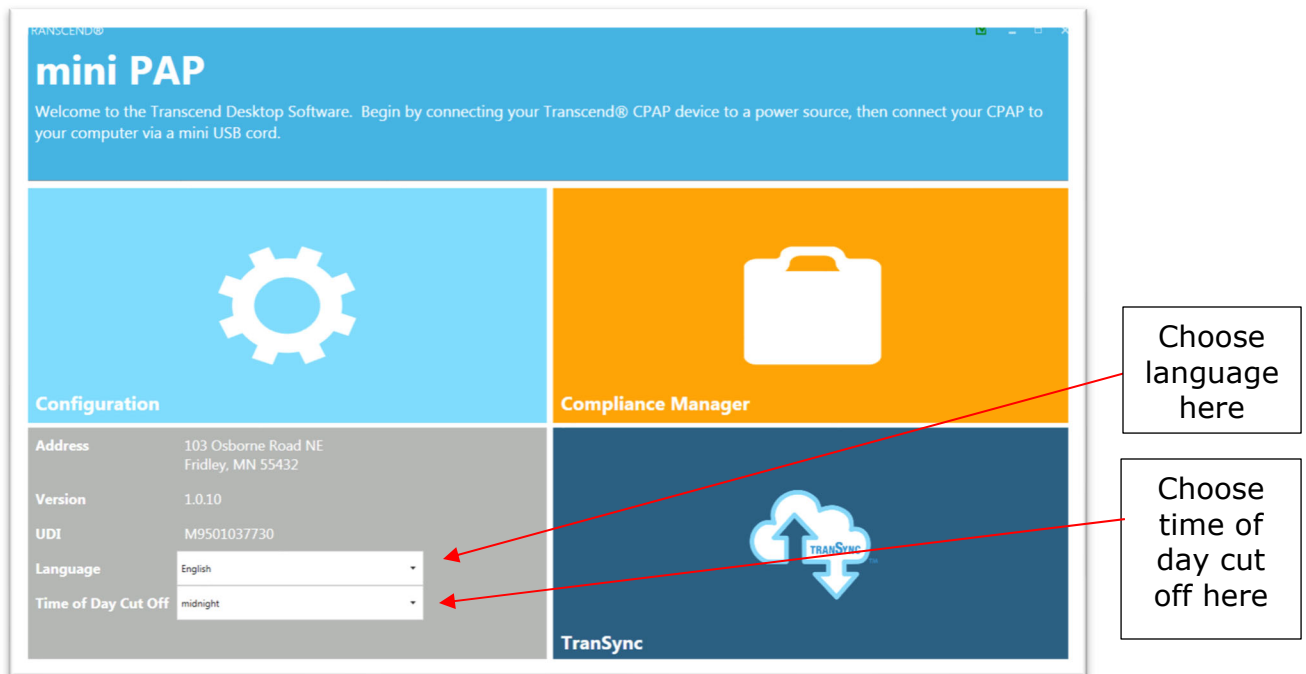 RANSCEND®
mini PAP
Welcome to the Transcend Desktop Software. Begin by connecting your Transcend® CPAP device to a power source, then connect your CPAP to
your computer via a mini USB cord.
Configuration
Compliance Manager
Address 103 Osborne Road NE
Fridley, MN 55432
Version 1.0.10
UDI M9501037730
Language English
Time of Day Cut Off midnight
TRANSYNC™
TranSync
Choose
language
here
Choose
time of
day cut
off here